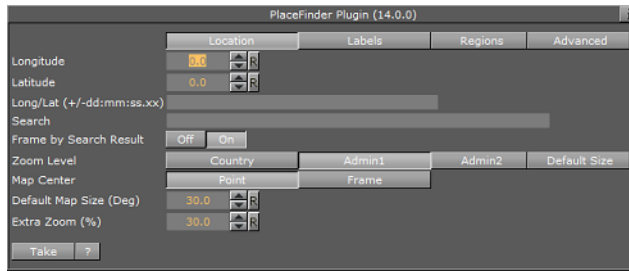 PlaceFinder Plugin (14.0.0)
Location Labels Regions Advanced
Longitude 0.0 R
Latitude 0.0 R
Long/Lat (+/-dd:mm:ss.xx)
Search
Frame by Search Result Off On
Zoom Level Country Admin1 Admin2 Default Size
Map Center Point Frame
Default Map Size (Deg) 30.0 R
Extra Zoom (%) 30.0 R
Take ?